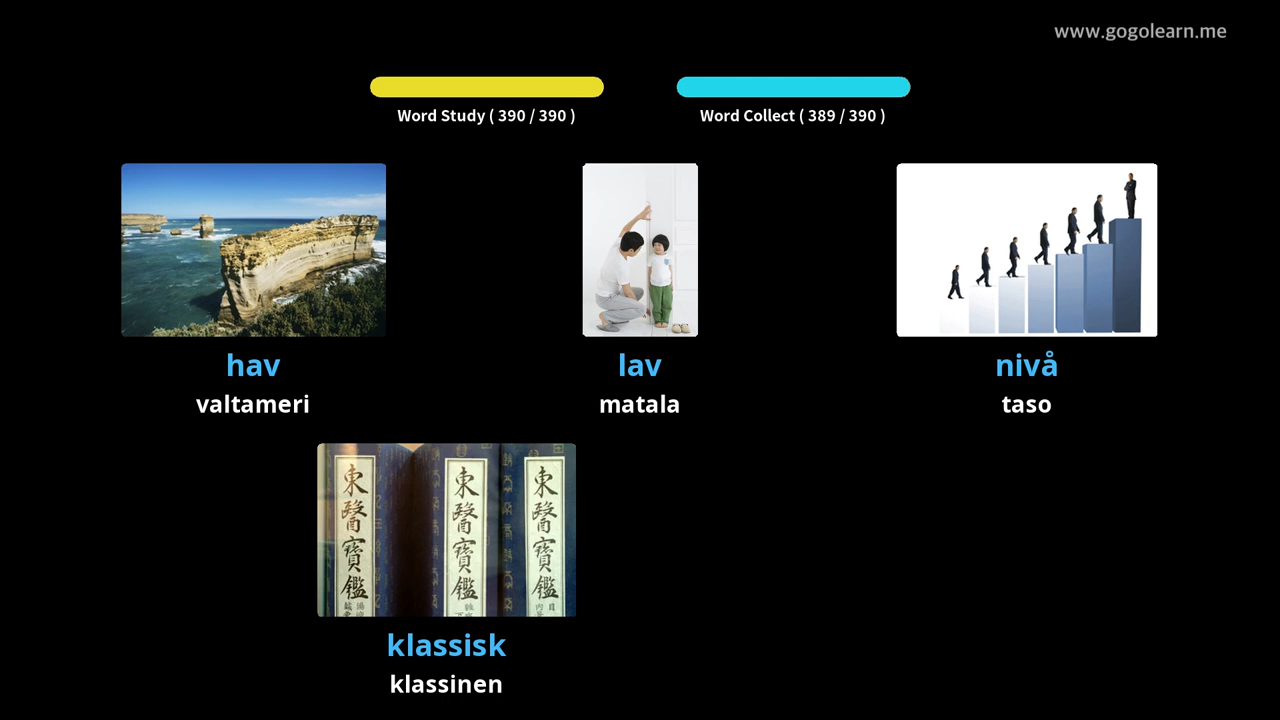 www.gogolearn.me
Word Study ( 390 / 390 )
Word Collect ( 389 / 390 )
hav
valtameri
lav
matala
nivå
taso
東醫寶鑑
東醫寶鑑
東醫寶鑑
klassisk
klassinen